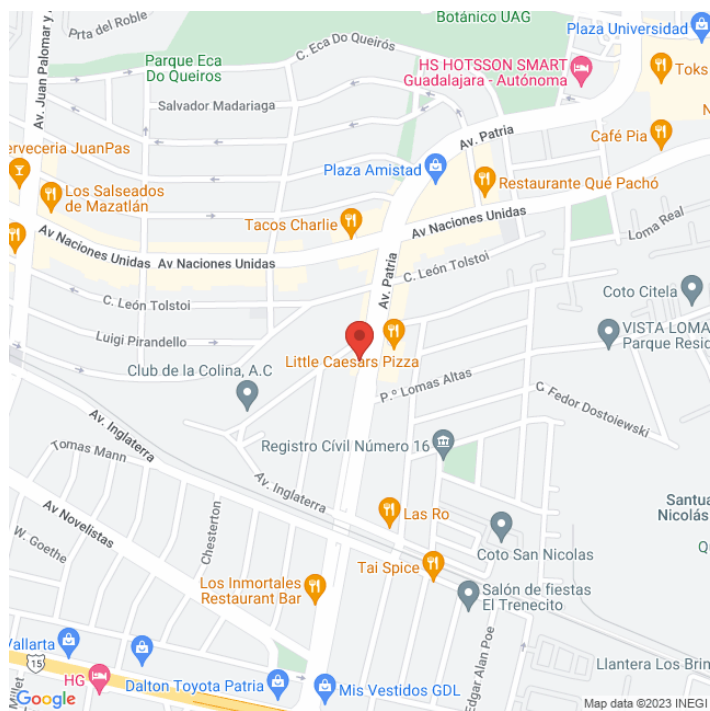 Prta del Roble
Botánico UAG
Plaza Universidad
Av. Juan Palomar y
Parque Eca
Do Queiros
C. Eca Do Queirós
HS HOTSSON SMART
Guadalajara - Autónoma
Toks
Salvador Madariaga
N
Av. Patria
Café Pia
erveceria JuanPas
Plaza Amistad
Restaurante Qué Pachó
Los Salseados
de Mazatlán
Tacos Charlie
Av Naciones Unidas
Loma Real
Av Naciones Unidas
Av Naciones Unidas
C. León Tolstoi
Av. Patria
Coto Citela
C. León Tolstoi
Luigi Pirandello
VISTA LOMA
Parque Resid
Little Caesars Pizza
Club de la Colina, A.C
P.º Lomas Altas
C. Fedor Dostoiewski
Av. Inglaterra
Registro Cívil Número 16
Tomas Mann
Av. Inglaterra
Santua
Nicolás
Av Novelistas
Las Ro
Chesterton
W. Goethe
Coto San Nicolas
Tai Spice
Los Inmortales
Restaurant Bar
Salón de fiestas
El Trenecito
Edgar Alan Poe
Vallarta
15
Llantera Los Brin
HG
Millet
Dalton Toyota Patria
Mis Vestidos GDL
Google
Map data ©2023 INEGI